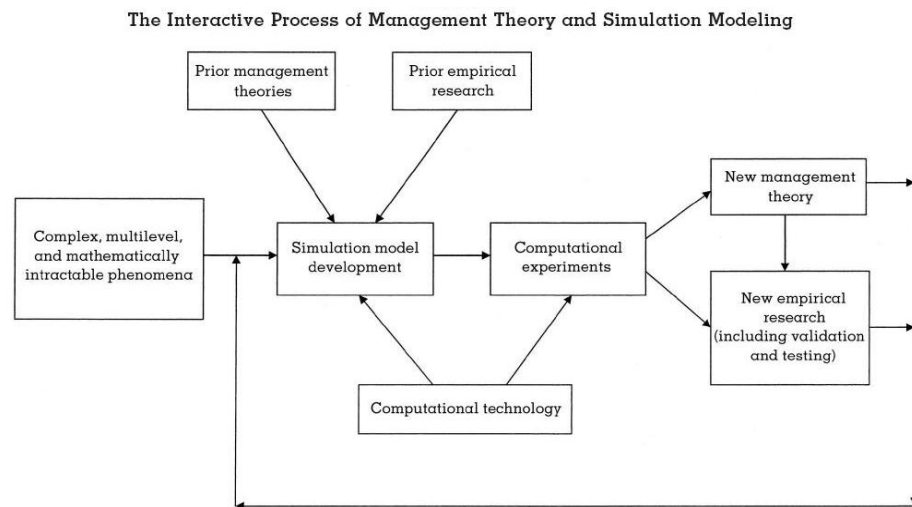 The Interactive Process of Management Theory and Simulation Modeling
Prior management
theories
Prior empirical
research
New management
theory
Complex, multilevel,
and mathematically
intractable phenomena
Simulation model
development
Computational
experiments
New empirical
research
(including validation
and testing)
Computational technology